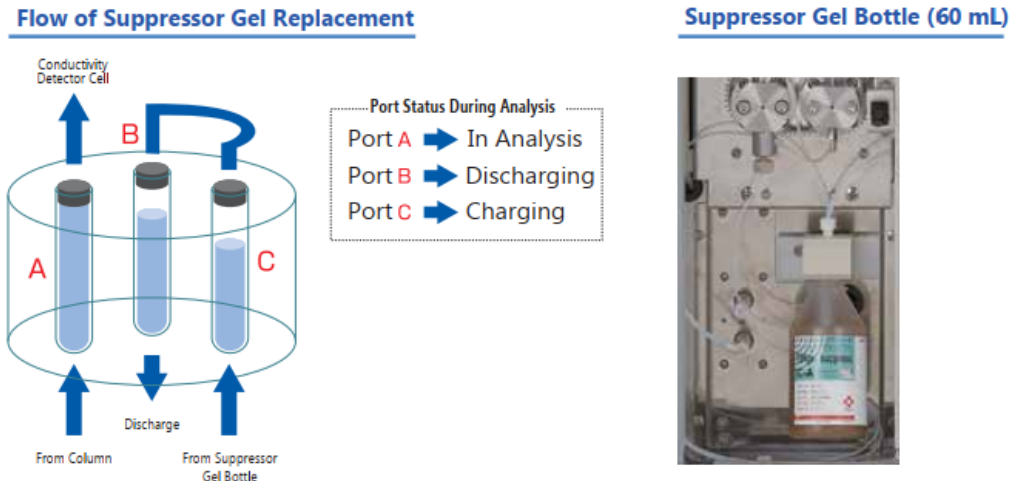 Flow of Suppressor Gel Replacement
Suppressor Gel Bottle (60 mL)
Conductivity
Detector Cell
B
Port Status During Analysis
Port A In Analysis
Port B Discharging
Port C Charging
A
C
Discharge
From Column
From Suppressor
Gel Bottle